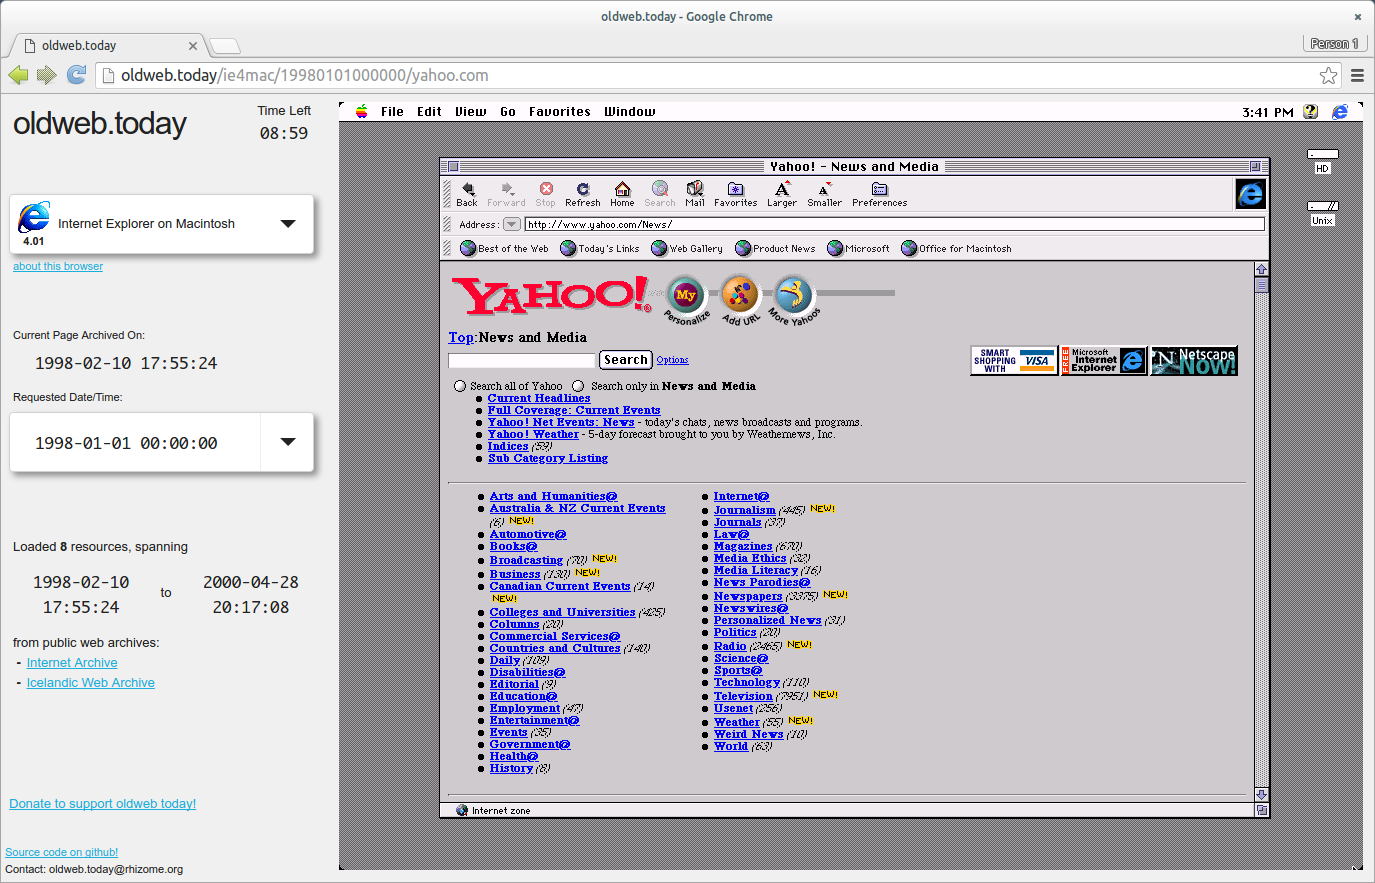 oldweb.today - Google Chrome
oldweb.today
Person 1
oldweb.today/ie4mac/19980101000000/yahoo.com
oldweb.today
Time Left
08:59
4.01
Internet Explorer on Macintosh
about this browser
Current Page Archived On:
1998-02-10 17:55:24
Requested Date/Time:
1998-01-01 00:00:00
Loaded 8 resources, spanning
1998-02-10 17:55:24
to
2000-04-28 20:17:08
from public web archives:
- Internet Archive
- Icelandic Web Archive
Donate to support oldweb.today!
Source code on github!
Contact: oldweb.today@rhizome.org
File Edit View Go Favorites Window
3:41 PM
HD
Unix
Yahoo! - News and Media
Back Forward Stop Refresh Home Search Mail Favorites Larger Smaller Preferences
Address: http://www.yahoo.com/News/
Best of the Web Today's Links Web Gallery Product News Microsoft Office for Macintosh
YAHOO!
My
Personalize
Add URL
More Yahoos
Top:News and Media
Search Options
SMART SHOPPING WITH VISA
FREE Microsoft Internet Explorer
N Netscape NOW!
Search all of Yahoo Search only in News and Media
Current Headlines
Full Coverage: Current Events
Yahoo! Net Events: News - today's chats, news broadcasts and programs.
Yahoo! Weather - 5-day forecast brought to you by Weathernews, Inc.
Indices (59)
Sub Category Listing
Arts and Humanities@
Australia & NZ Current Events
(6) NEW!
Automotive@
Books@
Broadcasting (70) NEW!
Business (130) NEW!
Canadian Current Events (14)
NEW!
Colleges and Universities (425)
Columns (20)
Commercial Services@
Countries and Cultures (140)
Daily (109)
Disabilities@
Editorial (9)
Education@
Employment (47)
Entertainment@
Events (35)
Government@
Health@
History (8)
Internet@
Journalism (445) NEW!
Journals (37)
Law@
Magazines (670)
Media Ethics (32)
Media Literacy (16)
News Parodies@
Newspapers (3375) NEW!
Newswires@
Personalized News (31)
Politics (20)
Radio (2465) NEW!
Science@
Sports@
Technology (110)
Television (7951) NEW!
Usenet (256)
Weather (55) NEW!
Weird News (10)
World (63)
Internet zone